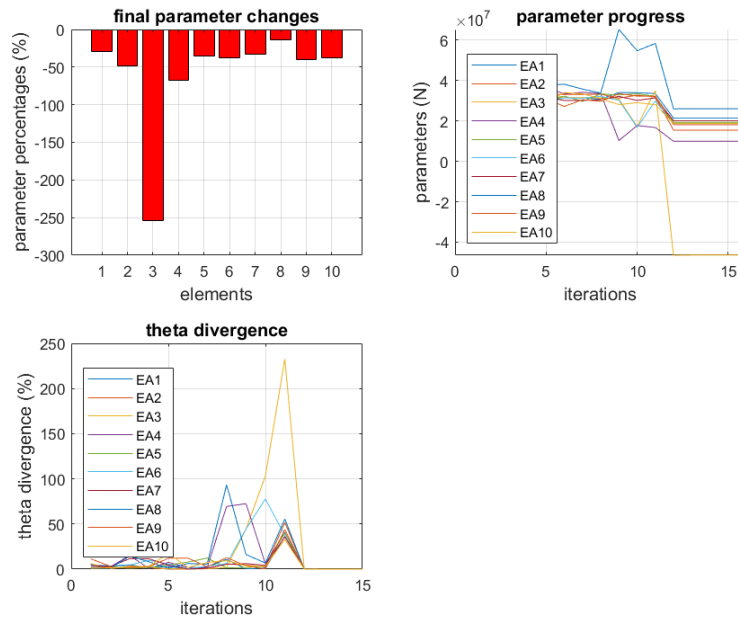 final parameter changes
parameter percentages (%)
0
-50
-100
-150
-200
-250
-300
1 2 3 4 5 6 7 8 9 10
elements
parameter progress
×10⁷
parameters (N)
6
4
2
0
-2
-4
EA1
EA2
EA3
EA4
EA5
EA6
EA7
EA8
EA9
EA10
0 5 10 15
iterations
theta divergence
theta divergence (%)
250
200
150
100
50
0
EA1
EA2
EA3
EA4
EA5
EA6
EA7
EA8
EA9
EA10
0 5 10 15
iterations